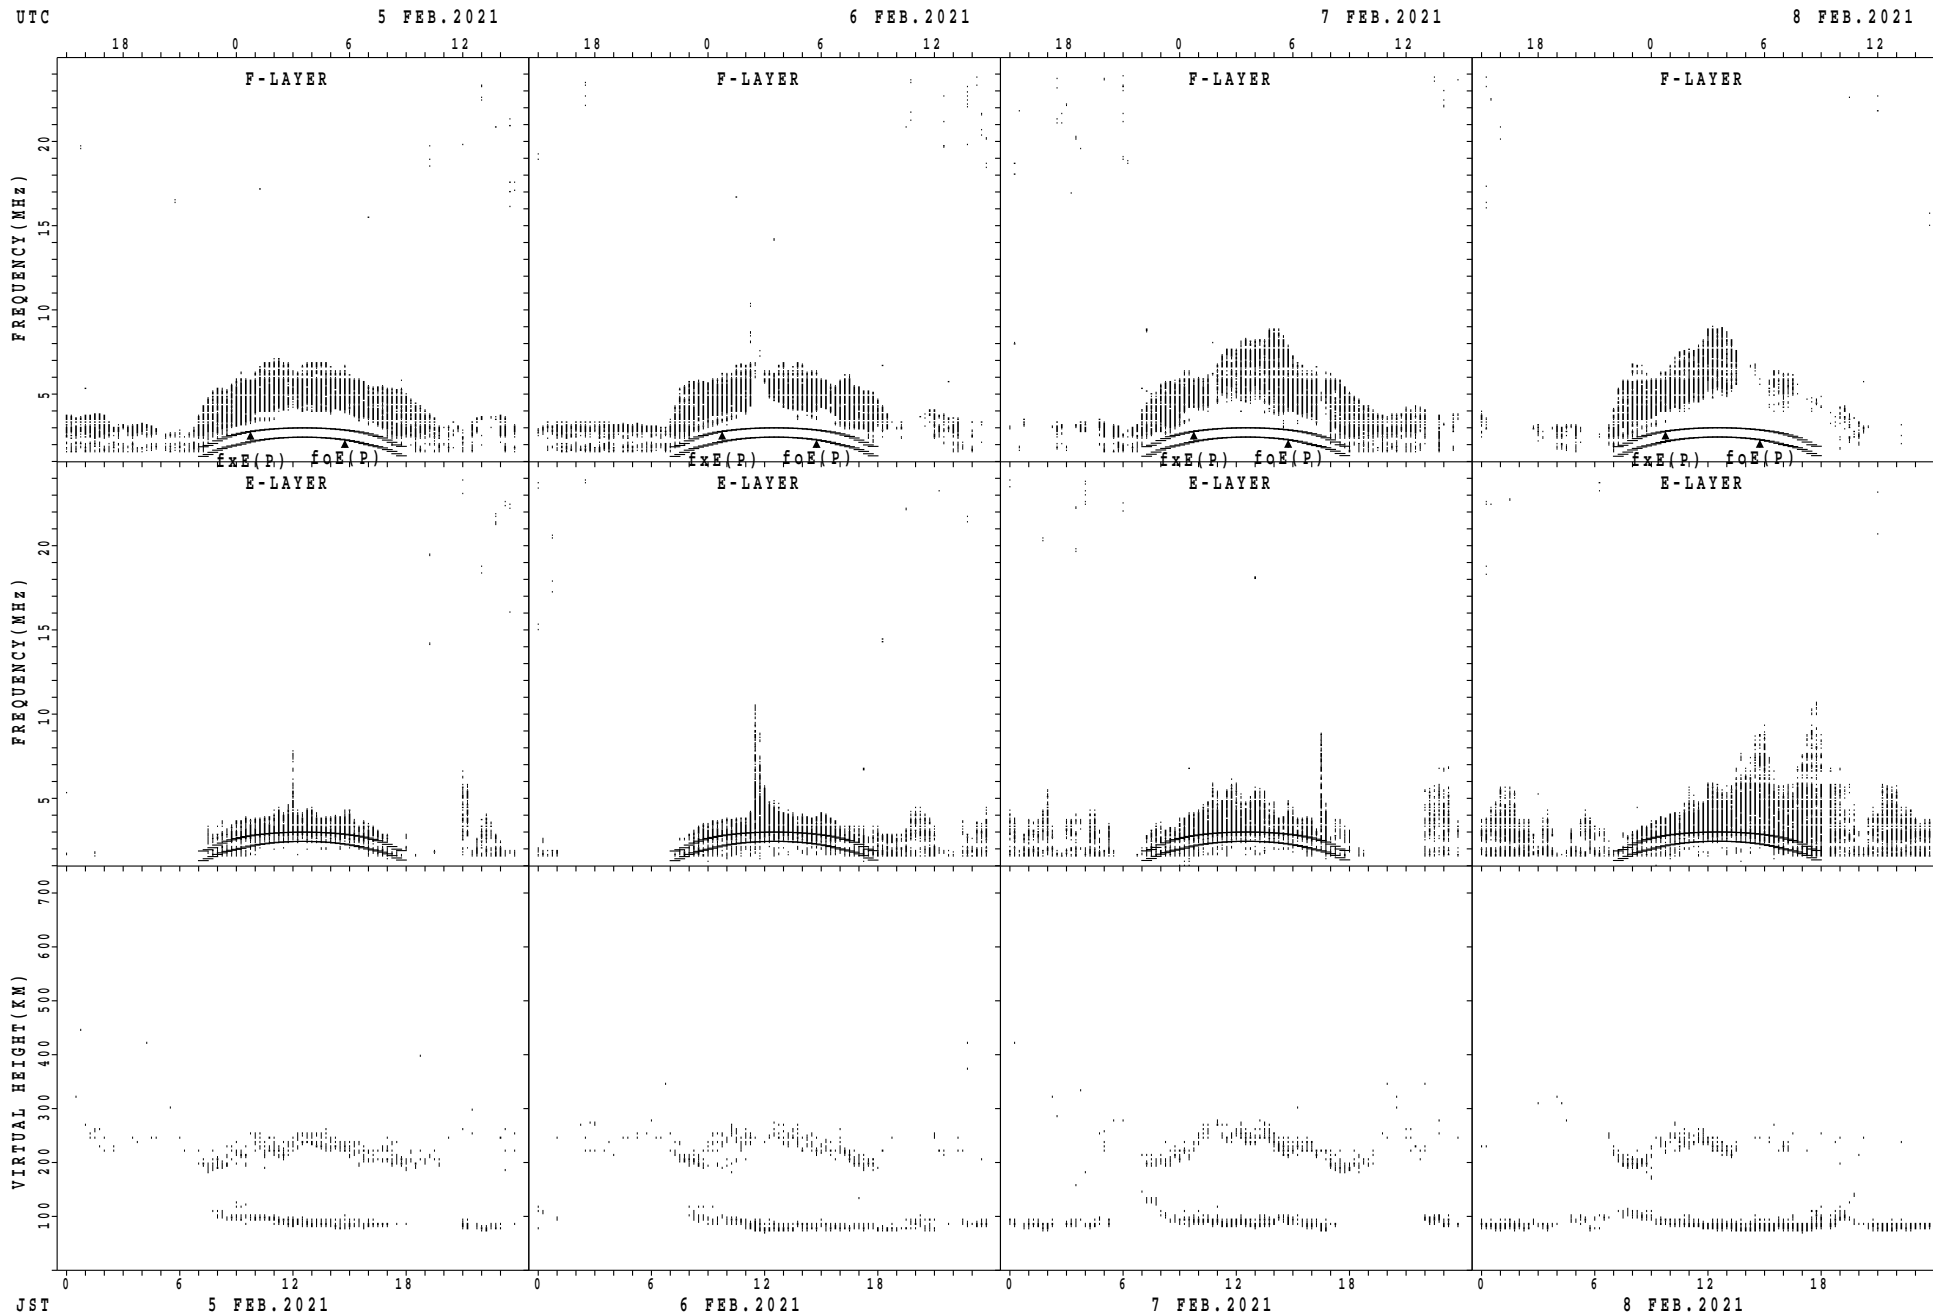 UTC 5 FEB.2021 6 FEB.2021 7 FEB.2021 8 FEB.2021
18 0 6 12 18 0 6 12 18 0 6 12 18 0 6 12
F-LAYER F-LAYER F-LAYER F-LAYER
FREQUENCY(MHz)
20
15
10
5
fxE(P) foE(P) fxE(P) foE(P) fxE(P) foE(P) fxE(P) foE(P)
E-LAYER E-LAYER E-LAYER E-LAYER
FREQUENCY(MHz)
20
15
10
5
VIRTUAL HEIGHT(KM)
700
600
500
400
300
200
100
0 6 12 18 0 6 12 18 0 6 12 18 0 6 12 18
JST 5 FEB.2021 6 FEB.2021 7 FEB.2021 8 FEB.2021